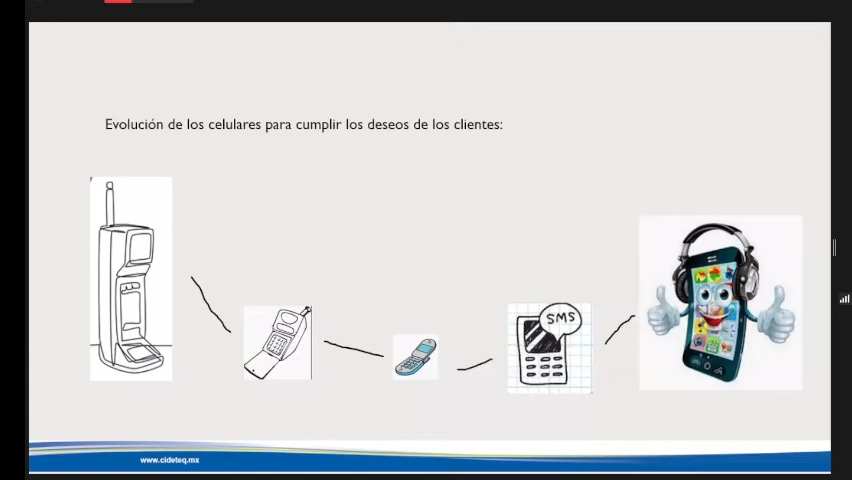 Evolución de los celulares para cumplir los deseos de los clientes:
SMS
www.cideteq.mx